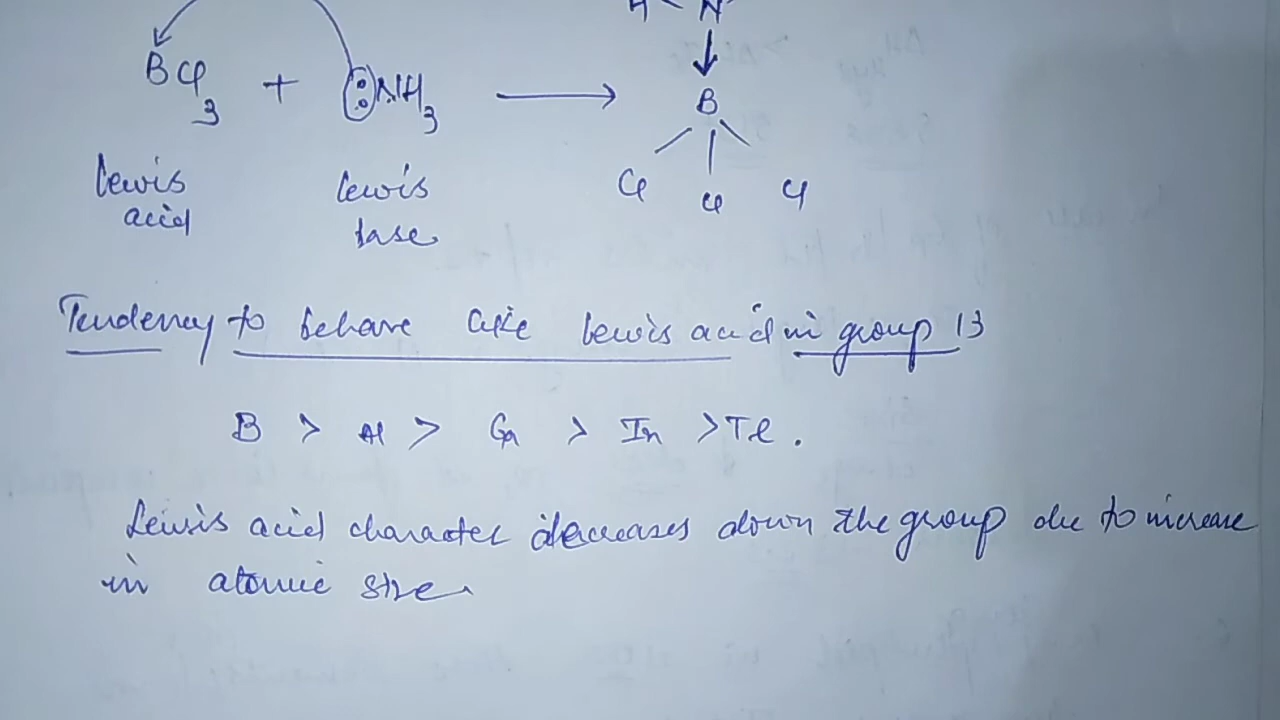 H - N
BCl3 + :NH3 → B
Cl Cl Cl
Lewis acid
Lewis base
Tendency to behave like Lewis acid in group 13
B > Al > Ga > In > Tl.
Lewis acid character decreases down the group due to increase
in atomic size